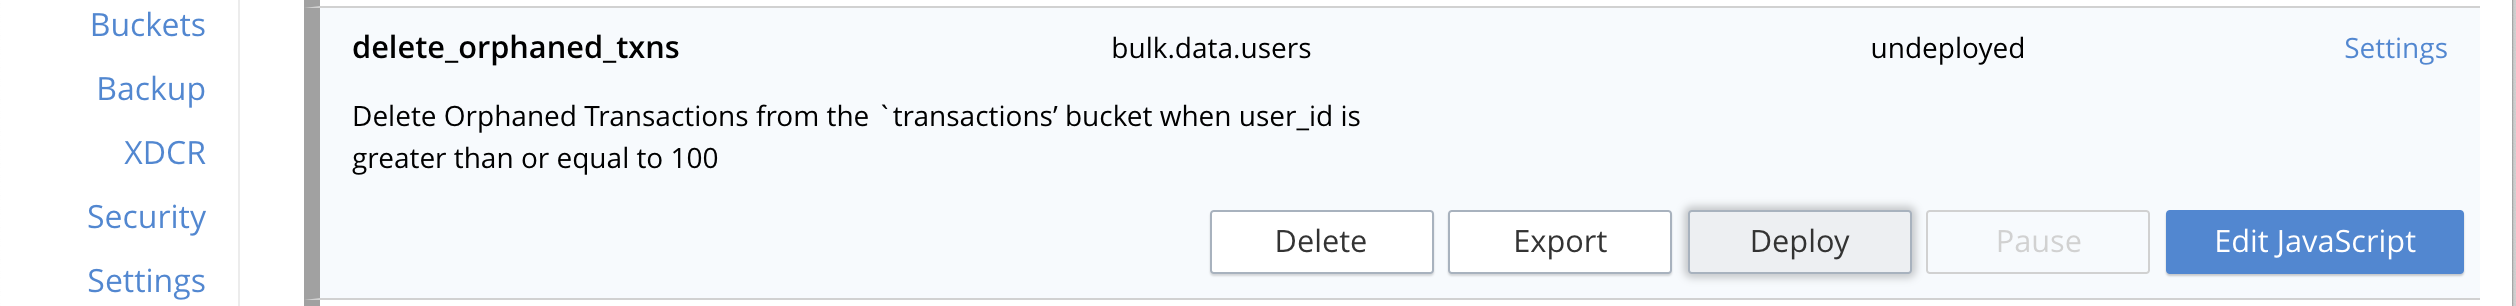 Buckets
Backup
XDCR
Security
Settings
delete_orphaned_txns bulk.data.users undeployed Settings
Delete Orphaned Transactions from the `transactions’ bucket when user_id is
greater than or equal to 100
Delete Export Deploy Pause Edit JavaScript